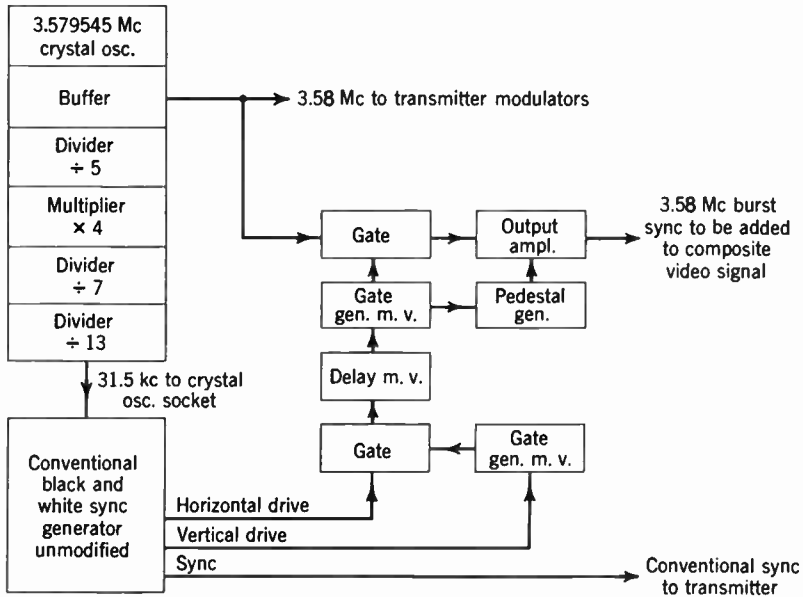 3.579545 Mc
crystal osc.
Buffer
3.58 Mc to transmitter modulators
Divider
÷ 5
Multiplier
× 4
Divider
÷ 7
Divider
÷ 13
31.5 kc to crystal
osc. socket
Conventional
black and
white sync
generator
unmodified
Horizontal drive
Vertical drive
Sync
Gate
Output
ampl.
3.58 Mc burst
sync to be added
to composite
video signal
Gate
gen. m. v.
Pedestal
gen.
Delay m. v.
Gate
Gate
gen. m. v.
Conventional sync
to transmitter